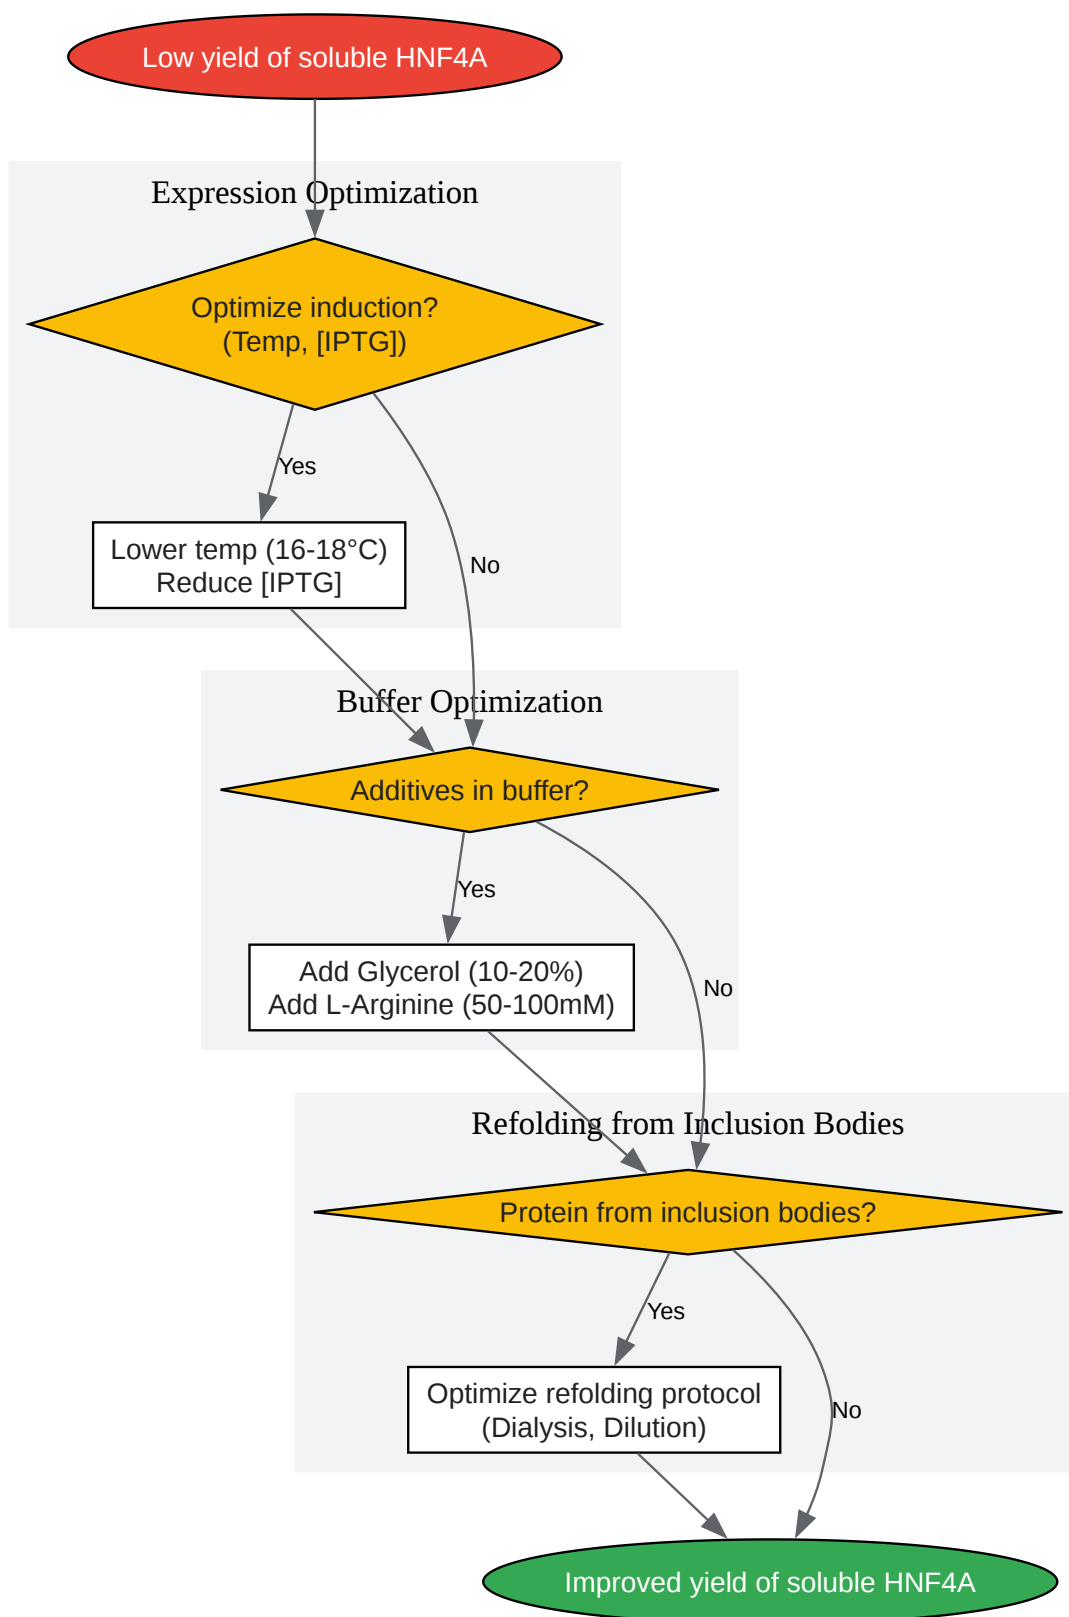 Low yield of soluble HNF4A
Expression Optimization
Optimize induction?
(Temp, [IPTG])
Yes
Lower temp (16-18°C)
Reduce [IPTG]
No
Buffer Optimization
Additives in buffer?
Yes
Add Glycerol (10-20%)
Add L-Arginine (50-100mM)
No
Refolding from Inclusion Bodies
Protein from inclusion bodies?
Yes
Optimize refolding protocol
(Dialysis, Dilution)
No
Improved yield of soluble HNF4A